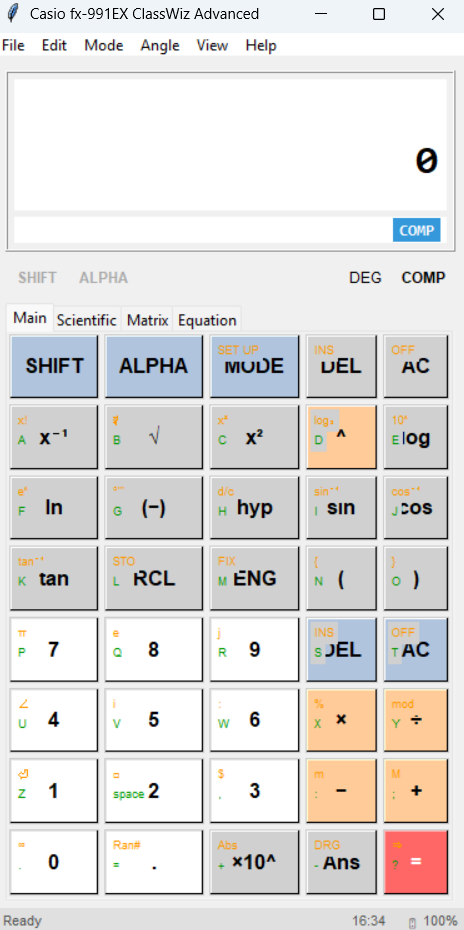 Casio fx-991EX ClassWiz Advanced
File Edit Mode Angle View Help
0
COMP
SHIFT ALPHA DEG COMP
Main Scientific Matrix Equation
SET UP INS OFF
SHIFT ALPHA MODE DEL AC
x! x³ logₐ 10ˣ
A x⁻¹ B √ C x² D ^ E log
eˣ d/c sin⁻¹ cos⁻¹
F ln G (−) H hyp I sin J cos
tan⁻¹ STO FIX { }
K tan L RCL M ENG N ( O )
π e j INS OFF
P 7 Q 8 R 9 S DEL T AC
∠ i : % mod
U 4 V 5 W 6 X × Y ÷
$ m M
Z 1 space 2 , 3 : − ; +
= Ran# Abs DRG ⇒
. 0 = . + ×10^ - Ans ? =
Ready 16:34 100%